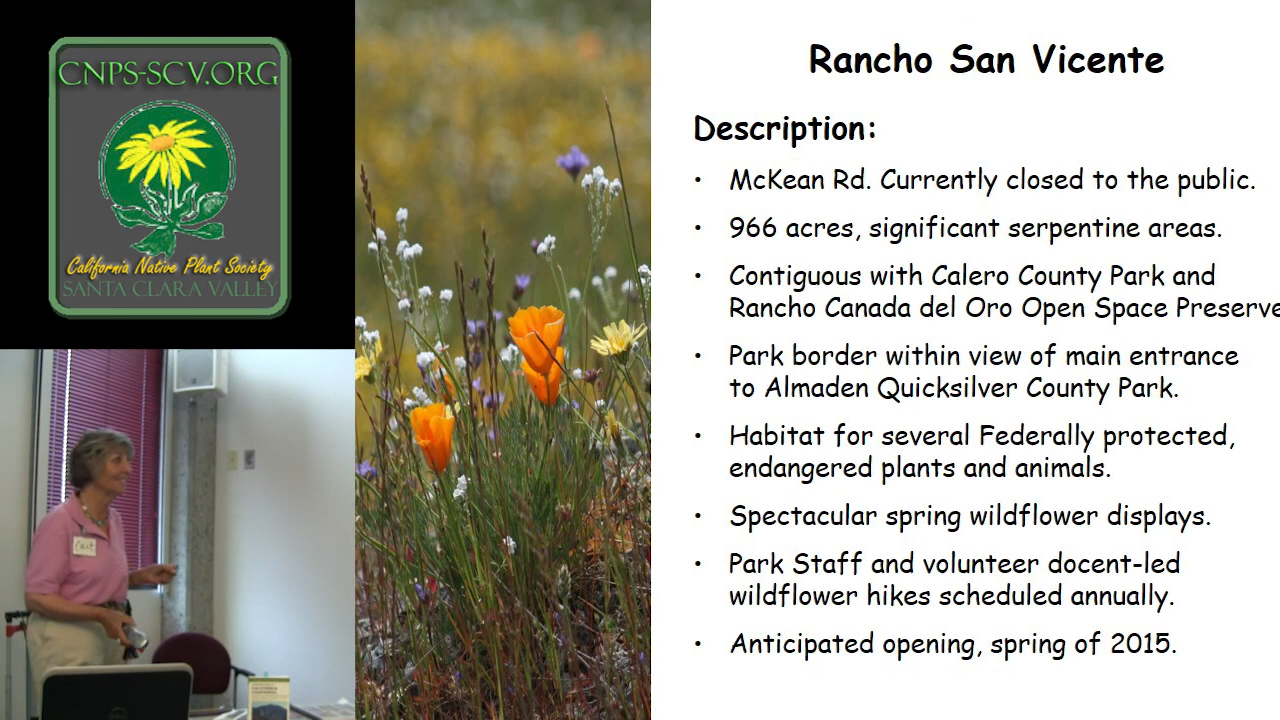 CNPS-SCV.ORG
California Native Plant Society
SANTA CLARA VALLEY
Rancho San Vicente
Description:
• McKean Rd. Currently closed to the public.
• 966 acres, significant serpentine areas.
• Contiguous with Calero County Park and
Rancho Canada del Oro Open Space Preserve
• Park border within view of main entrance
to Almaden Quicksilver County Park.
• Habitat for several Federally protected,
endangered plants and animals.
• Spectacular spring wildflower displays.
• Park Staff and volunteer docent-led
wildflower hikes scheduled annually.
• Anticipated opening, spring of 2015.